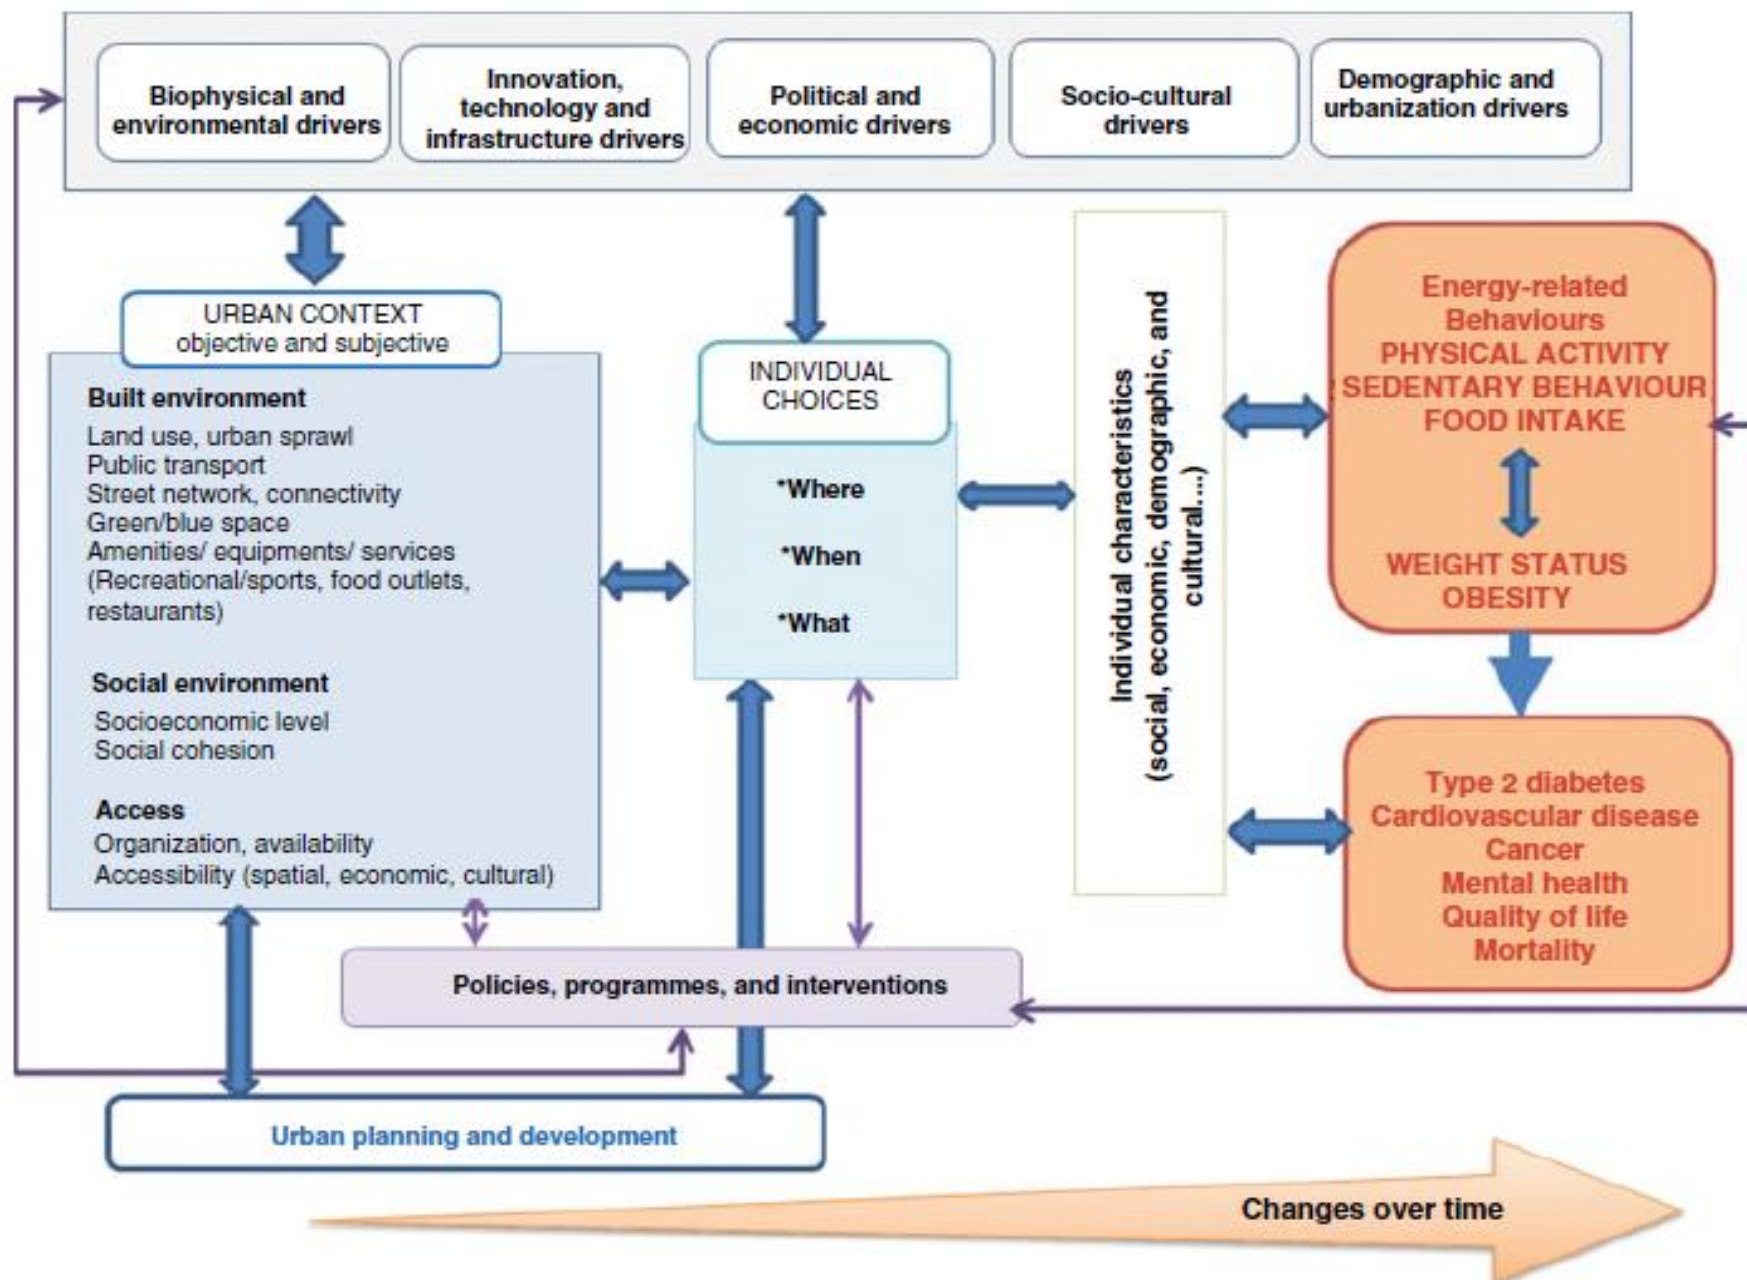 Biophysical and
environmental drivers
Innovation,
technology and
infrastructure drivers
Political and
economic drivers
Socio-cultural
drivers
Demographic and
urbanization drivers
URBAN CONTEXT
objective and subjective
Built environment
Land use, urban sprawl
Public transport
Street network, connectivity
Green/blue space
Amenities/ equipments/ services
(Recreational/sports, food outlets,
restaurants)
Social environment
Socioeconomic level
Social cohesion
Access
Organization, availability
Accessibility (spatial, economic, cultural)
INDIVIDUAL
CHOICES
*Where
*When
*What
Individual characteristics
(social, economic, demographic, and
cultural....)
Energy-related
Behaviours
PHYSICAL ACTIVITY
SEDENTARY BEHAVIOUR
FOOD INTAKE
WEIGHT STATUS
OBESITY
Type 2 diabetes
Cardiovascular disease
Cancer
Mental health
Quality of life
Mortality
Policies, programmes, and interventions
Urban planning and development
Changes over time